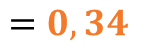 = 0,34